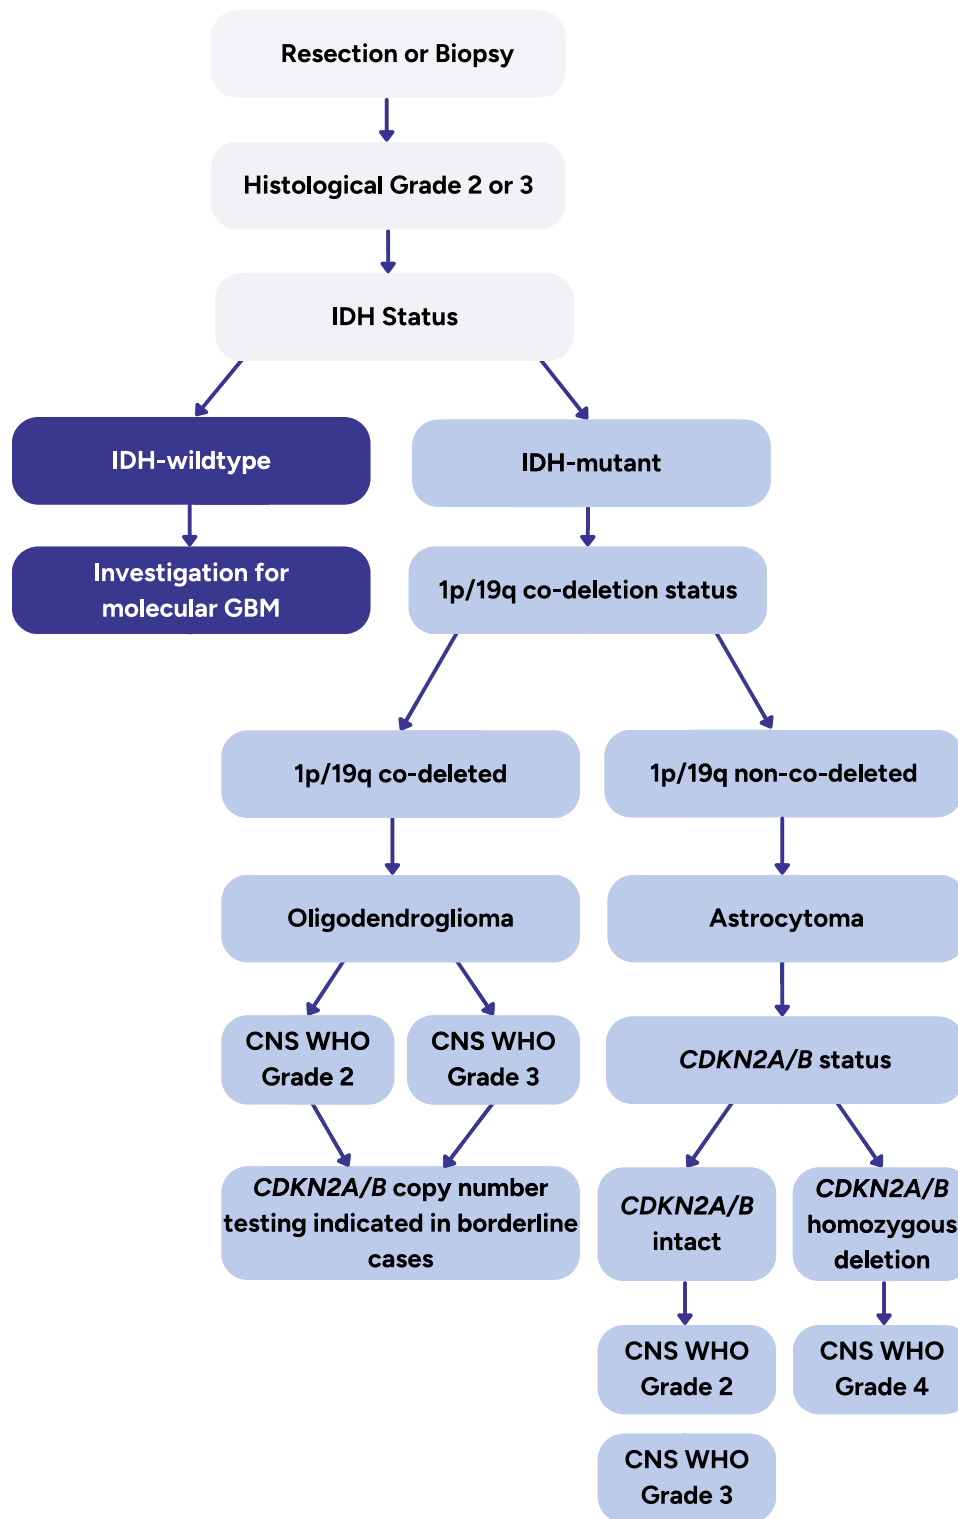 Resection or Biopsy
Histological Grade 2 or 3
IDH Status
IDH-wildtype
IDH-mutant
Investigation for
molecular GBM
1p/19q co-deletion status
1p/19q co-deleted
1p/19q non-co-deleted
Oligodendroglioma
Astrocytoma
CNS WHO
Grade 2
CNS WHO
Grade 3
CDKN2A/B status
CDKN2A/B copy number
testing indicated in borderline
cases
CDKN2A/B
intact
CDKN2A/B
homozygous
deletion
CNS WHO
Grade 2
CNS WHO
Grade 4
CNS WHO
Grade 3